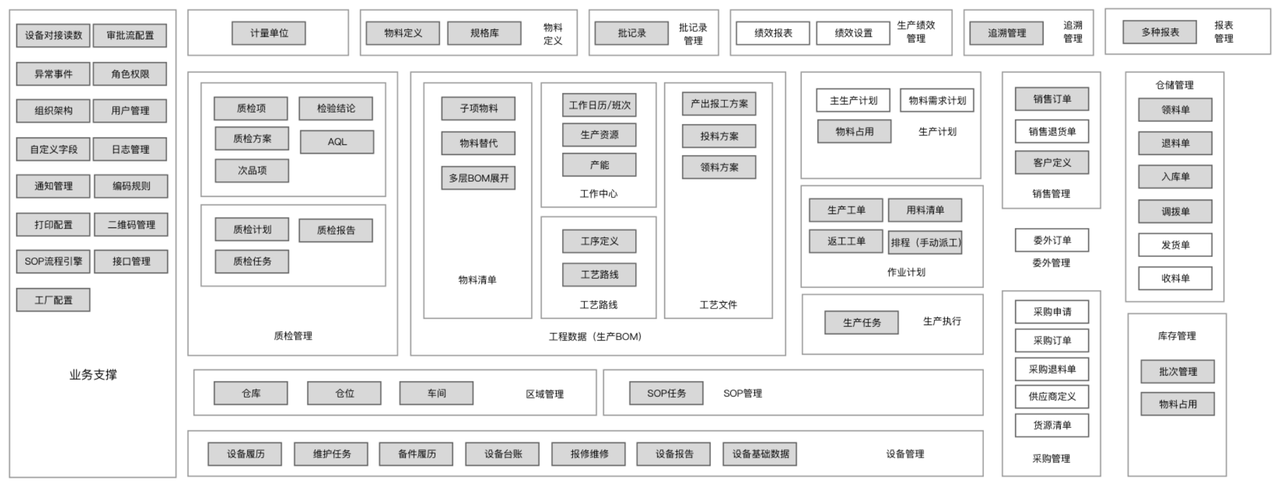 设备对接读数
审批流配置
异常事件
角色权限
组织架构
用户管理
自定义字段
日志管理
通知管理
编码规则
打印配置
二维码管理
SOP流程引擎
接口管理
工厂配置
业务支撑
计量单位
物料定义
规格库
物料
定义
批记录
批记录
管理
绩效报表
绩效设置
生产绩效
管理
追溯管理
追溯
管理
多种报表
报表
管理
质检项
检验结论
质检方案
AQL
次品项
质检计划
质检报告
质检任务
质检管理
子项物料
物料替代
多层BOM展开
物料清单
工作日历/班次
生产资源
产能
工作中心
工序定义
工艺路线
工艺路线
产出报工方案
投料方案
领料方案
工艺文件
工程数据（生产BOM）
主生产计划
物料需求计划
物料占用
生产计划
生产工单
用料清单
返工工单
排程（手动派工）
作业计划
生产任务
生产执行
销售订单
销售退货单
客户定义
销售管理
委外订单
委外管理
采购申请
采购订单
采购退料单
供应商定义
货源清单
采购管理
仓储管理
领料单
退料单
入库单
调拨单
发货单
收料单
库存管理
批次管理
物料占用
仓库
仓位
车间
区域管理
SOP任务
SOP管理
设备履历
维护任务
备件履历
设备台账
报修维修
设备报告
设备基础数据
设备管理